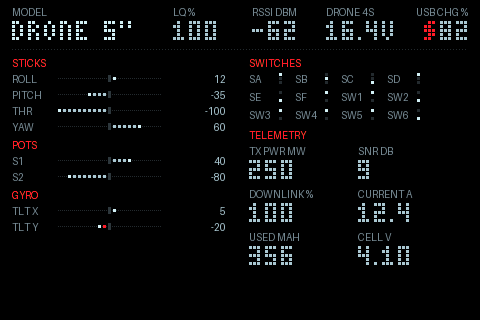 MODEL LQ % RSSI DBM DRONE 4S USB CHG %
DRONE 5" 100 -62 16.4V $82
STICKS
ROLL 12
PITCH -35
THR -100
YAW 60
POTS
S1 40
S2 -80
GYRO
TLT X 5
TLT Y -20
SWITCHES
SA SB SC SD
SE SF SW1 SW2
SW3 SW4 SW5 SW6
TELEMETRY
TX PWR MW SNR DB
250 9
DOWNLINK % CURRENT A
100 12.4
USED MAH CELL V
356 4.10